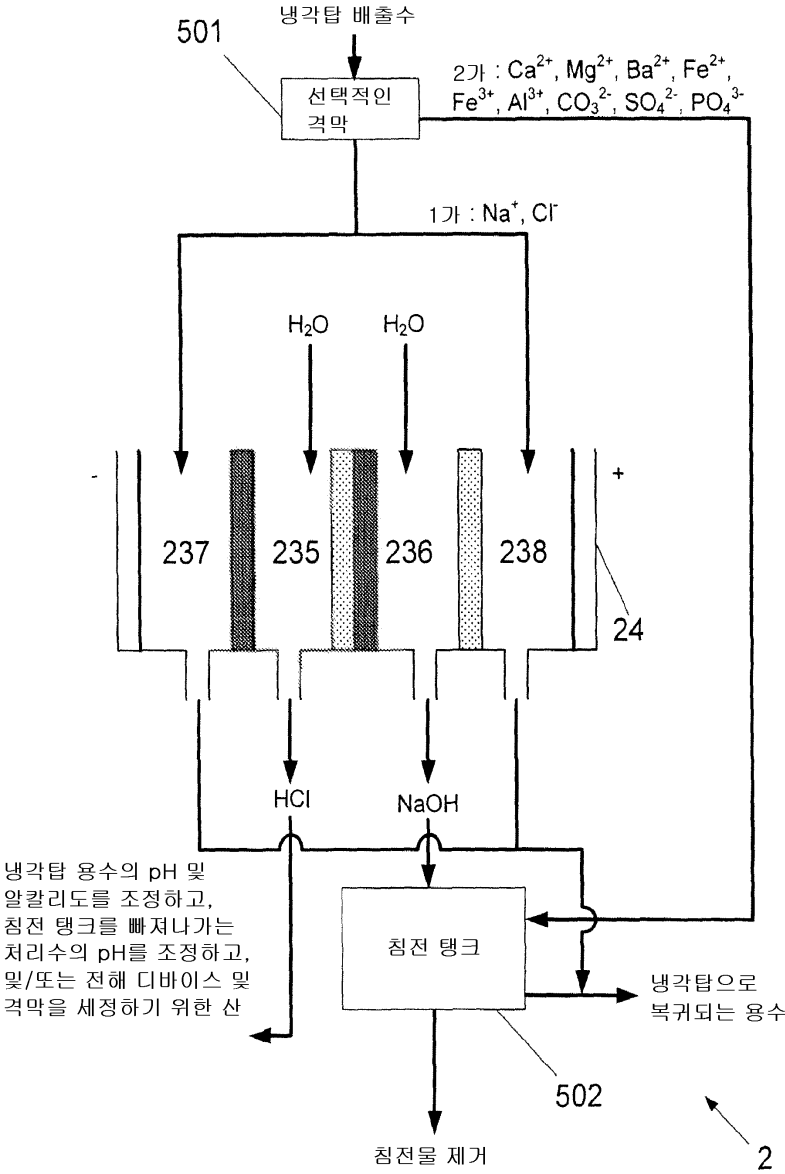 냉각탑 배출수
501
2가 : Ca²⁺, Mg²⁺, Ba²⁺, Fe²⁺,
Fe³⁺, Al³⁺, CO₃²⁻, SO₄²⁻, PO₄³⁻
선택적인
격막
1가 : Na⁺, Cl⁻
H₂O
H₂O
-
+
237
235
236
238
24
HCl
NaOH
냉각탑 용수의 pH 및
알칼리도를 조정하고,
침전 탱크를 빠져나가는
처리수의 pH를 조정하고,
및/또는 전해 디바이스 및
격막을 세정하기 위한 산
침전 탱크
냉각탑으로
복귀되는 용수
502
침전물 제거
2